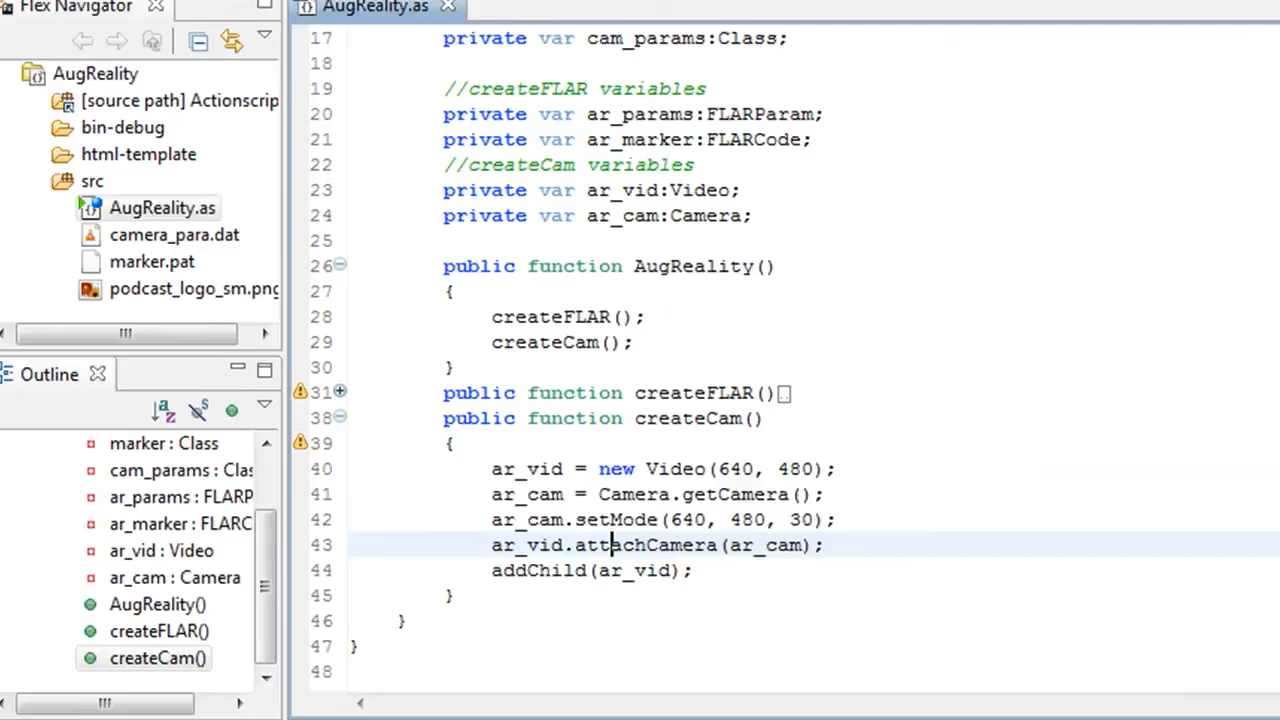 Flex Navigator
AugReality
[source path] Actionscrip
bin-debug
html-template
src
AugReality.as
camera_para.dat
marker.pat
podcast_logo_sm.png
Outline
marker : Class
cam_params : Clas
ar_params : FLARP
ar_marker : FLARC
ar_vid : Video
ar_cam : Camera
AugReality()
createFLAR()
createCam()
AugReality.as
17 private var cam_params:Class;
18
19 //createFLAR variables
20 private var ar_params:FLARParam;
21 private var ar_marker:FLARCode;
22 //createCam variables
23 private var ar_vid:Video;
24 private var ar_cam:Camera;
25
26 public function AugReality()
27 {
28 createFLAR();
29 createCam();
30 }
31 public function createFLAR()
38 public function createCam()
39 {
40 ar_vid = new Video(640, 480);
41 ar_cam = Camera.getCamera();
42 ar_cam.setMode(640, 480, 30);
43 ar_vid.attachCamera(ar_cam);
44 addChild(ar_vid);
45 }
46 }
47 }
48